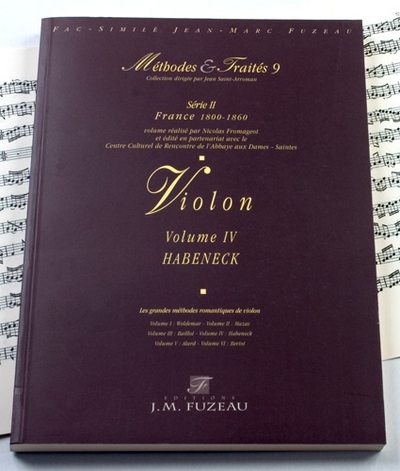 Fac-Similé Jean-Marc Fuzeau
Méthodes & Traités 9
Collection dirigée par Jean Saint-Arroman
Série II
France 1800-1860
volume réalisé par Nicolas Fromageot
et édité en partenariat avec le
Centre Culturel de Rencontre de l'Abbaye aux Dames - Saintes
Violon
Volume IV
HABENECK
Les grandes méthodes romantiques de violon
Volume I : Woldemar - Volume II : Mazas
Volume III : Baillot - Volume IV : Habeneck
Volume V : Alard - Volume VI : Beriot
F
EDITIONS
J.M. FUZEAU